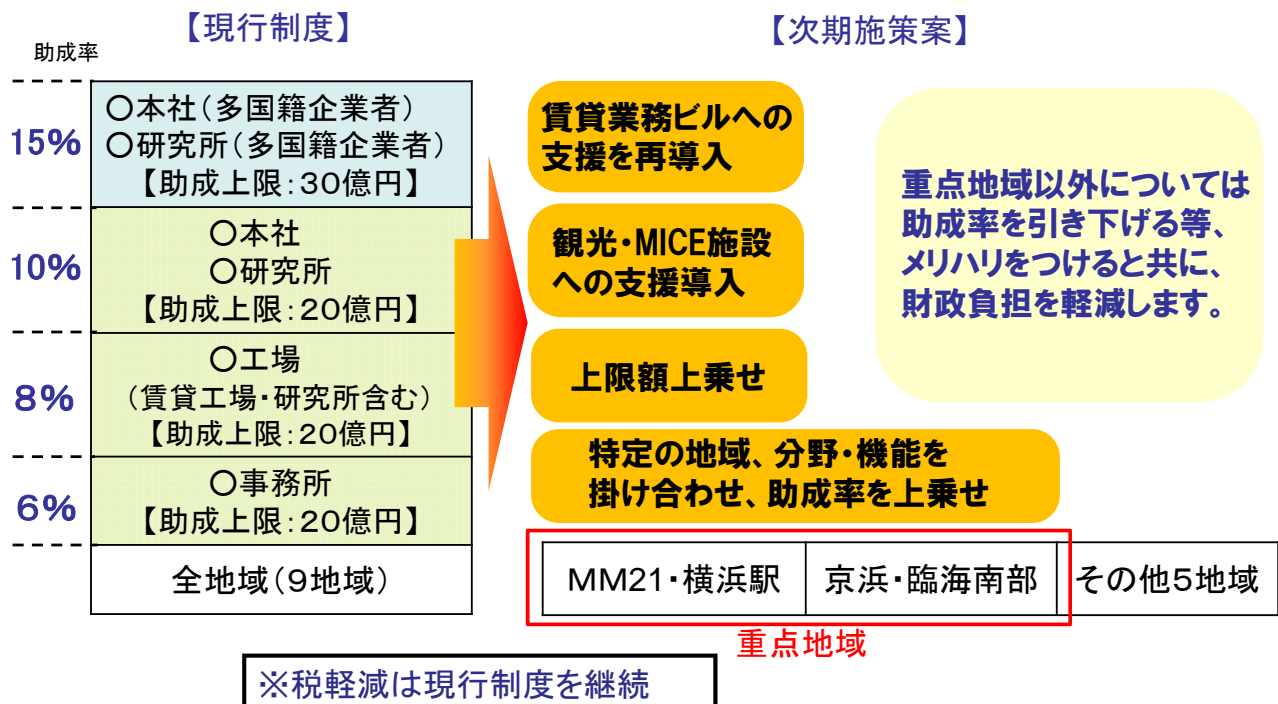 【現行制度】
助成率
15%
○本社(多国籍企業者)
○研究所(多国籍企業者)
【助成上限:30億円】
10%
○本社
○研究所
【助成上限:20億円】
8%
○工場
(賃貸工場・研究所含む)
【助成上限:20億円】
6%
○事務所
【助成上限:20億円】
全地域(9地域)
【次期施策案】
賃貸業務ビルへの
支援を再導入
観光・MICE施設
への支援導入
上限額上乗せ
特定の地域、分野・機能を
掛け合わせ、助成率を上乗せ
重点地域以外については
助成率を引き下げる等、
メリハリをつけると共に、
財政負担を軽減します。
MM21・横浜駅
京浜・臨海南部
その他5地域
重点地域
※税軽減は現行制度を継続